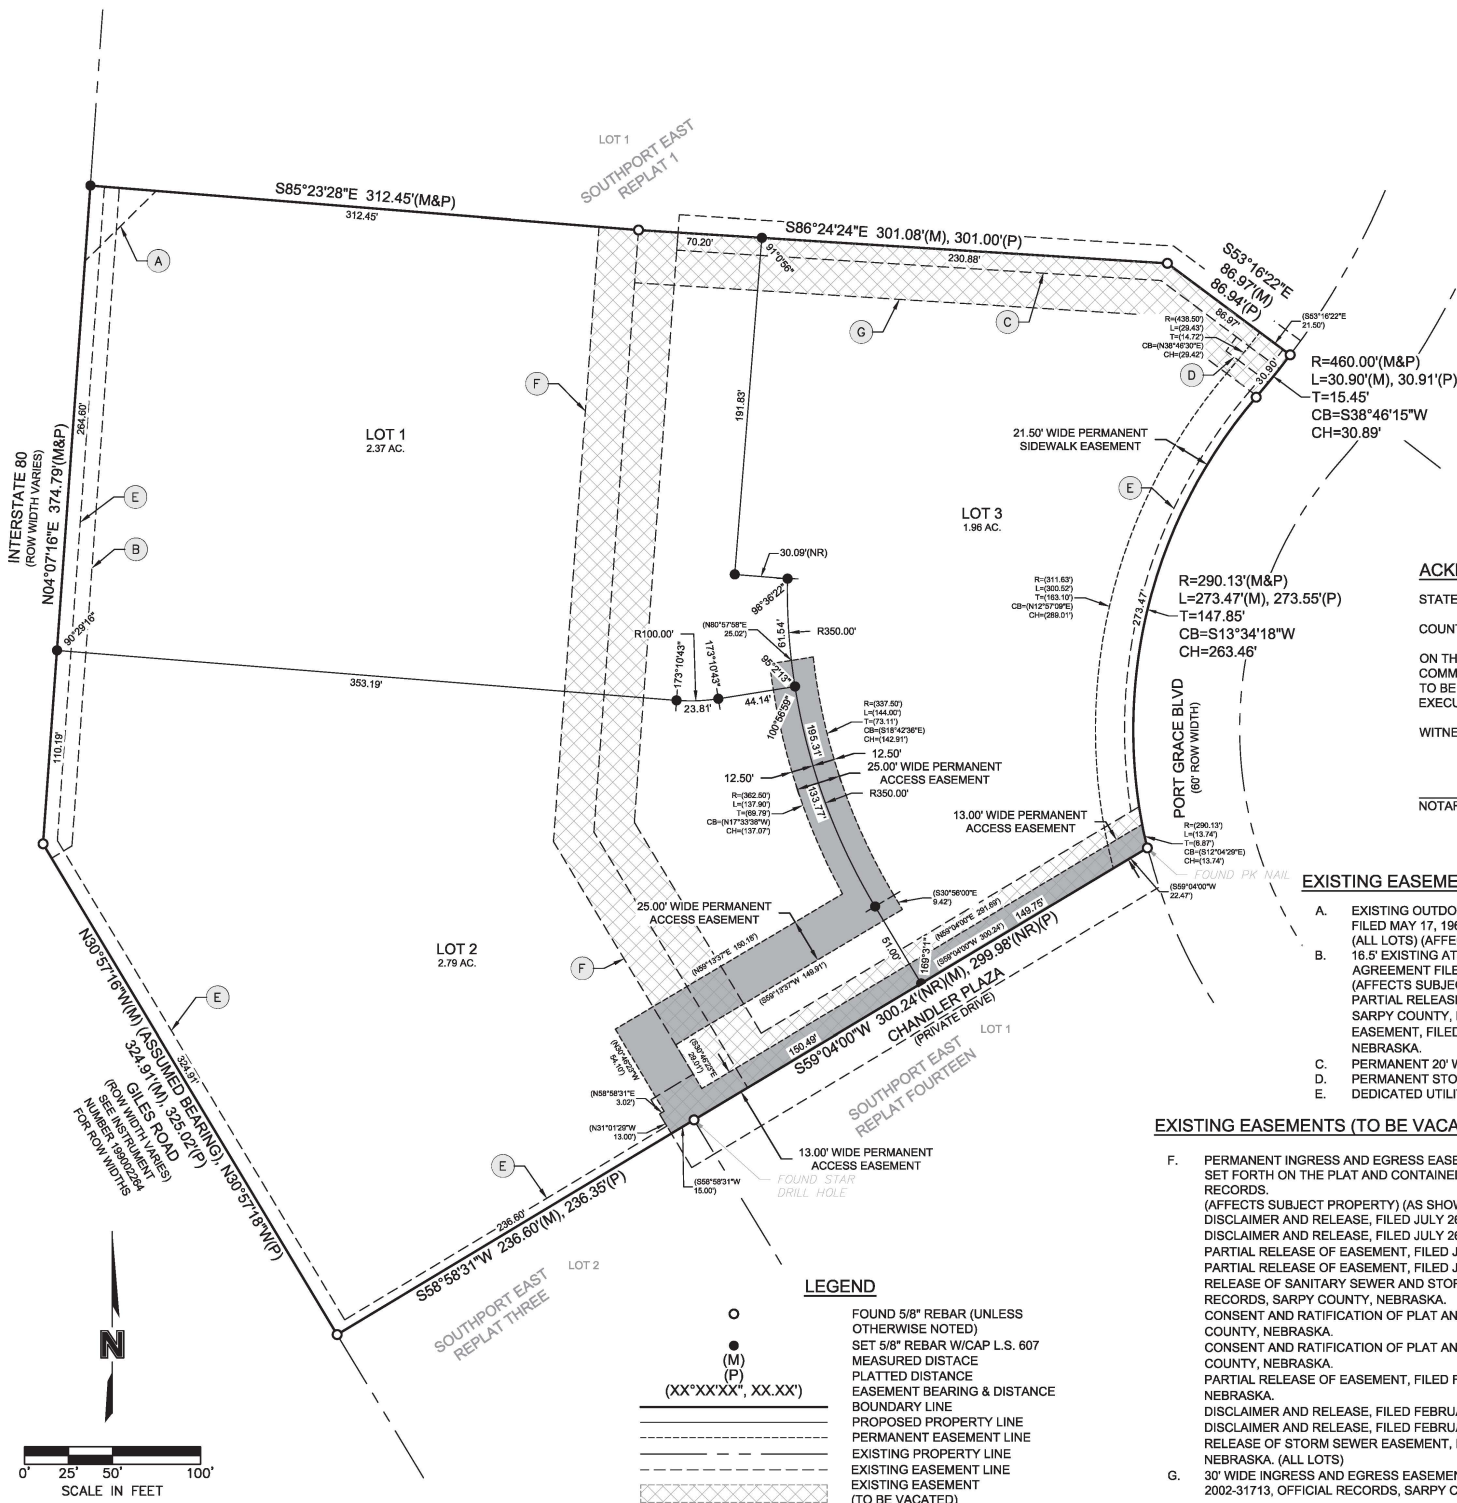 LOT 1
SOUTHPORT EAST
REPLAT 1
S85°23'28"E 312.45'(M&P)
312.45'
70.20'
91°0'56"
S86°24'24"E 301.08'(M), 301.00'(P)
230.88'
S53°16'22"E
86.97'(M)
86.94'(P)
86.97'
(S53°16'22"E
21.50')
A
C
G
D
F
R=(438.50')
L=(29.43')
T=(14.72')
CB=(N38°46'30"E)
CH=(29.42')
30.90'
R=460.00'(M&P)
L=30.90'(M), 30.91'(P)
T=15.45'
CB=S38°46'15"W
CH=30.89'
264.60'
191.83'
LOT 1
2.37 AC.
21.50' WIDE PERMANENT
SIDEWALK EASEMENT
E
E
B
LOT 3
1.96 AC.
INTERSTATE 80
(ROW WIDTH VARIES)
N04°07'16"E 374.79'(M&P)
30.09'(NR)
98°36'22"
R=(311.63')
L=(300.52')
T=(163.10')
CB=(N12°57'09"E)
CH=(289.01')
273.47'
R=290.13'(M&P)
L=273.47'(M), 273.55'(P)
T=147.85'
CB=S13°34'18"W
CH=263.46'
90°29'16"
353.19'
R100.00'
173°10'43"
173°10'43"
23.81'
44.14'
(N80°57'58"E
25.02')
61.54'
R350.00'
95°2'13"
100°56'59"
R=(337.50')
L=(144.00')
T=(73.11')
CB=(S18°42'36"E)
CH=(142.91')
195.31'
12.50'
12.50'
25.00' WIDE PERMANENT
ACCESS EASEMENT
R350.00'
133.77'
R=(362.50')
L=(137.90')
T=(69.79')
CB=(N17°33'38"W)
CH=(137.07')
110.19'
PORT GRACE BLVD
(60' ROW WIDTH)
13.00' WIDE PERMANENT
ACCESS EASEMENT
R=(290.13')
L=(13.74')
T=(6.87')
CB=(S12°04'29"E)
CH=(13.74')
FOUND PK NAIL
(S59°04'00"W
22.47')
(S30°56'00"E
9.42')
25.00' WIDE PERMANENT
ACCESS EASEMENT
(N59°13'37"E 150.18')
(S59°13'37"W 149.91')
51.00'
169°3'1"
(N59°04'00"E 291.69')
(S59°04'00"W 300.24')
149.75'
S59°04'00"W 300.24'(NR)(M), 299.98'(NR)(P)
CHANDLER PLAZA
(PRIVATE DRIVE)
150.49'
LOT 1
SOUTHPORT EAST
REPLAT FOURTEEN
LOT 2
2.79 AC.
F
E
(N30°46'23"W
54.10')
(S30°46'23"E
29.01')
(N58°58'31"E
3.02')
(N31°01'29"W
13.00')
(S58°58'31"W
15.00')
13.00' WIDE PERMANENT
ACCESS EASEMENT
FOUND STAR
DRILL HOLE
N30°57'16"W(M) (ASSUMED BEARING), N30°57'18"W(P)
324.91'(M), 325.02'(P)
324.91'
GILES ROAD
(ROW WIDTH VARIES)
SEE INSTRUMENT
NUMBER 199002264
FOR ROW WIDTHS
E
236.60'
S58°58'31"W 236.60'(M), 236.35'(P)
LOT 2
SOUTHPORT EAST
REPLAT THREE
N
0' 25' 50' 100'
SCALE IN FEET
LEGEND
FOUND 5/8" REBAR (UNLESS
OTHERWISE NOTED)
SET 5/8" REBAR W/CAP L.S. 607
(M) MEASURED DISTACE
(P) PLATTED DISTANCE
(XX°XX'XX", XX.XX') EASEMENT BEARING & DISTANCE
BOUNDARY LINE
PROPOSED PROPERTY LINE
PERMANENT EASEMENT LINE
EXISTING PROPERTY LINE
EXISTING EASEMENT LINE
EXISTING EASEMENT
(TO BE VACATED)
ACK
STATE
COUN
ON TH
COMM
TO BE
EXECU
WITNE
NOTAR
EXISTING EASEME
A. EXISTING OUTDO
FILED MAY 17, 196
(ALL LOTS) (AFFE
B. 16.5' EXISTING AT
AGREEMENT FILE
(AFFECTS SUBJE
PARTIAL RELEASE
SARPY COUNTY,
EASEMENT, FILED
NEBRASKA.
C. PERMANENT 20' W
D. PERMANENT STO
E. DEDICATED UTILI
EXISTING EASEMENTS (TO BE VACA
F. PERMANENT INGRESS AND EGRESS EASE
SET FORTH ON THE PLAT AND CONTAINE
RECORDS.
(AFFECTS SUBJECT PROPERTY) (AS SHOW
DISCLAIMER AND RELEASE, FILED JULY 26
DISCLAIMER AND RELEASE, FILED JULY 26
PARTIAL RELEASE OF EASEMENT, FILED J
PARTIAL RELEASE OF EASEMENT, FILED J
RELEASE OF SANITARY SEWER AND STOR
RECORDS, SARPY COUNTY, NEBRASKA.
CONSENT AND RATIFICATION OF PLAT AN
COUNTY, NEBRASKA.
CONSENT AND RATIFICATION OF PLAT AN
COUNTY, NEBRASKA.
PARTIAL RELEASE OF EASEMENT, FILED F
NEBRASKA.
DISCLAIMER AND RELEASE, FILED FEBRUA
DISCLAIMER AND RELEASE, FILED FEBRUA
RELEASE OF STORM SEWER EASEMENT,
NEBRASKA. (ALL LOTS)
G. 30' WIDE INGRESS AND EGRESS EASEMEN
2002-31713, OFFICIAL RECORDS, SARPY C